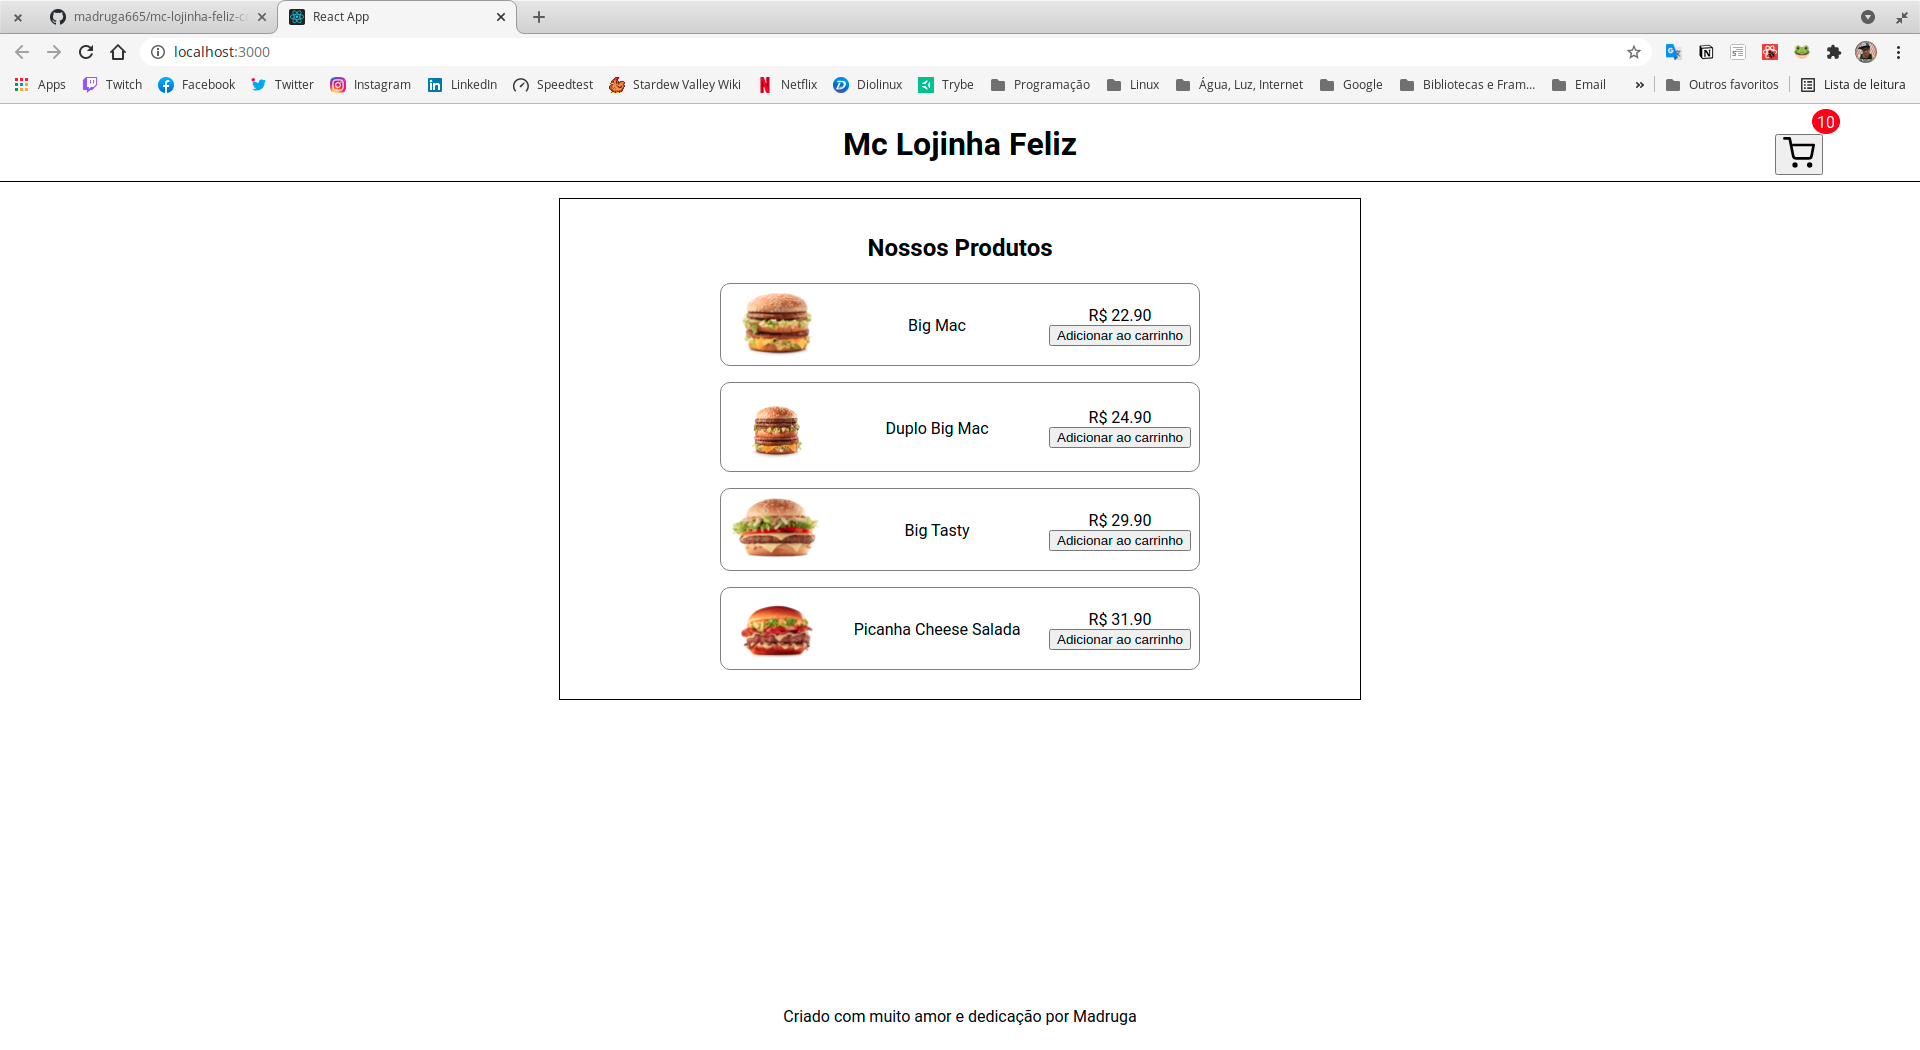 madruga665/mc-lojinha-feliz-c
React App
localhost:3000
Apps Twitch Facebook Twitter Instagram LinkedIn Speedtest Stardew Valley Wiki Netflix Diolinux Trybe Programação Linux Água, Luz, Internet Google Bibliotecas e Fram... Email » Outros favoritos Lista de leitura
10
Mc Lojinha Feliz
Nossos Produtos
Big Mac
R$ 22.90
Adicionar ao carrinho
Duplo Big Mac
R$ 24.90
Adicionar ao carrinho
Big Tasty
R$ 29.90
Adicionar ao carrinho
Picanha Cheese Salada
R$ 31.90
Adicionar ao carrinho
Criado com muito amor e dedicação por Madruga